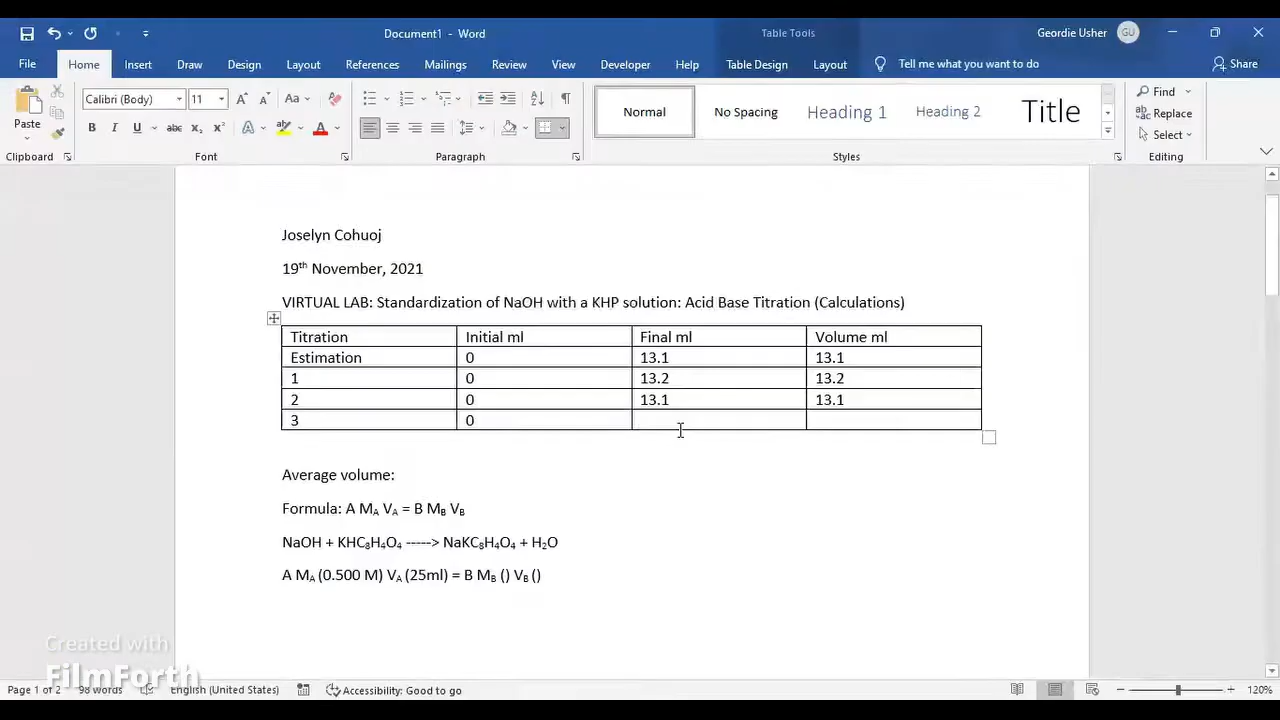 Document1 - Word
Table Tools
Geordie Usher
GU
File Home Insert Draw Design Layout References Mailings Review View Developer Help Table Design Layout Tell me what you want to do Share
Calibri (Body) 11 Aa
Find
Paste
Normal No Spacing Heading 1 Heading 2 Title
Replace
B I U abc x₂ x² A A
Select
Clipboard Font Paragraph Styles Editing
Joselyn Cohuoj
19th November, 2021
VIRTUAL LAB: Standardization of NaOH with a KHP solution: Acid Base Titration (Calculations)
Titration Initial ml Final ml Volume ml
Estimation 0 13.1 13.1
1 0 13.2 13.2
2 0 13.1 13.1
3 0
Average volume:
Formula: A MA VA = B MB VB
NaOH + KHC₈H₄O₄ -----> NaKC₈H₄O₄ + H₂O
A MA (0.500 M) VA (25ml) = B MB () VB ()
Created with
FilmForth
Page 1 of 2 98 words English (United States) Accessibility: Good to go 120%